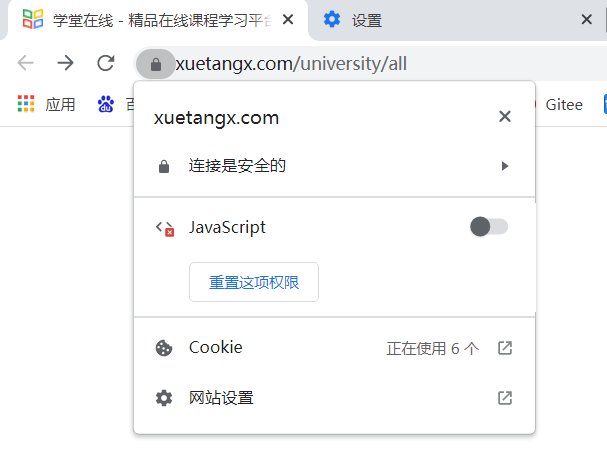 学堂在线 - 精品在线课程学习平台
设置
xuetangx.com/university/all
应用
du
Gitee
xuetangx.com
连接是安全的
JavaScript
重置这项权限
Cookie 正在使用 6 个
网站设置